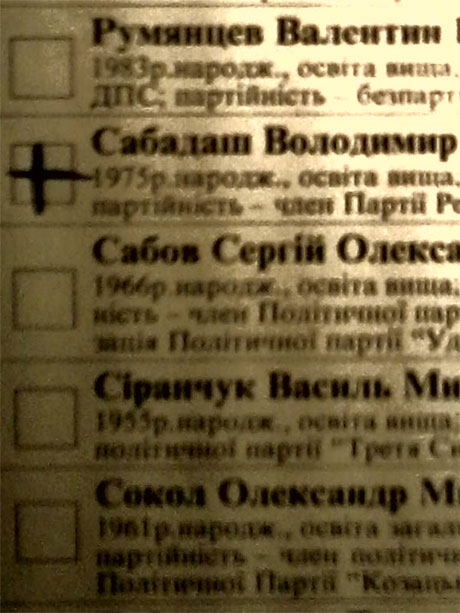 Румянцев Валентин
1983р.народж., освіта вища,
ДПС; партійність - безпарт
Сабадаш Володимир
1975р.народж., освіта вища,
партійність – член Партії Ре
Сабов Сергій Олекса
1966р.народж., освіта вища,
ність – член Політичної пар
зація Політичної партії "Уд
Сіранчук Василь Ми
1955р.народж., освіта вища;
політичної партії "Третя Си
Сокол Олександр М
1961р.народж., освіта загал
партійність – член політичн
Політичної Партії "Козаць